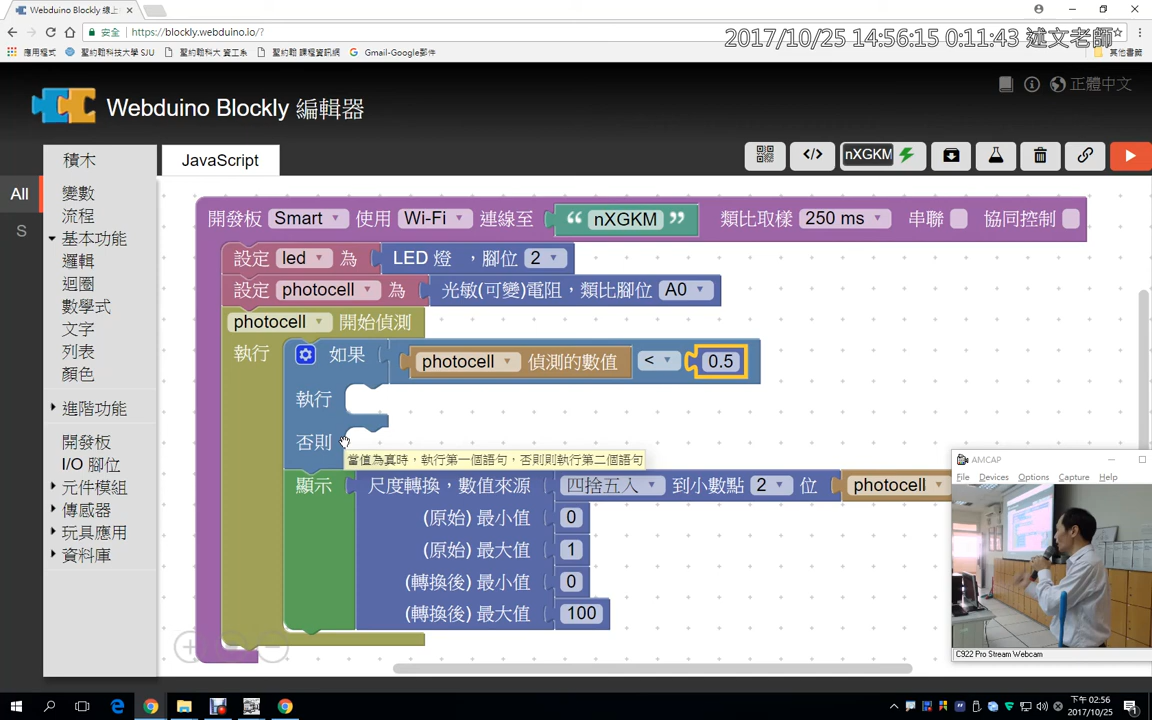 Webduino Blockly 線上
安全 https://blockly.webduino.io/?
2017/10/25 14:56:15 0:11:43 述文老師
應用程式 聖約翰科技大學 SJU 聖約翰科大 資工系 聖約翰 課程資訊網 Gmail-Google郵件 其他書籤
Webduino Blockly 編輯器
正體中文
積木
JavaScript
nXGKM
All
S
變數
流程
基本功能
邏輯
迴圈
數學式
文字
列表
顏色
進階功能
開發板
I/O 腳位
元件模組
傳感器
玩具應用
資料庫
開發板 Smart 使用 Wi-Fi 連線至 “ nXGKM ” 類比取樣 250 ms 串聯 協同控制
設定 led 為 LED 燈 ，腳位 2
設定 photocell 為 光敏(可變)電阻，類比腳位 A0
photocell 開始偵測
執行 如果 photocell 偵測的數值 < 0.5
執行
否則
當值為真時，執行第一個語句，否則則執行第二個語句
顯示 尺度轉換，數值來源 四捨五入 到小數點 2 位 photocell
(原始) 最小值 0
(原始) 最大值 1
(轉換後) 最小值 0
(轉換後) 最大值 100
AMCAP
File Devices Options Capture Help
C922 Pro Stream Webcam
下午 02:56
2017/10/25